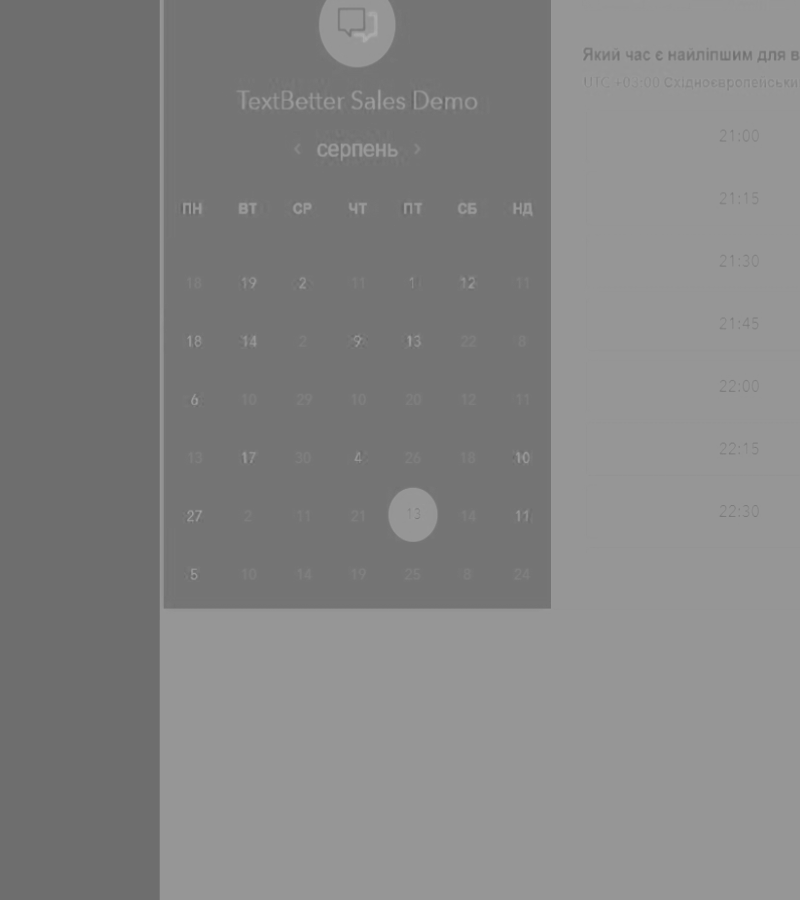 TextBetter Sales Demo
‹ серпень ›
ПН ВТ СР ЧТ ПТ СБ НД
18 19 2 11 1 12 11
18 14 2 9 13 22 8
6 10 29 10 20 12 11
13 17 30 4 26 18 10
27 2 11 21 13 14 11
5 10 14 19 25 8 24
Який час є найліпшим для в
UTC +03:00 Східноєвропейськи
21:00
21:15
21:30
21:45
22:00
22:15
22:30